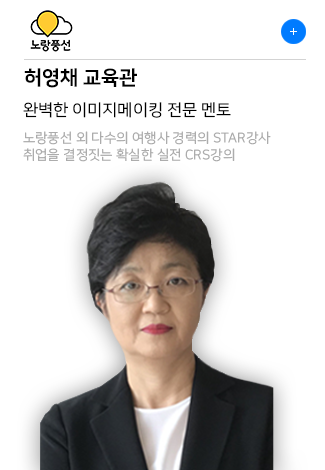 노랑풍선
허영채 교육관
완벽한 이미지메이킹 전문 멘토
노랑풍선 외 다수의 여행사 경력의 STAR강사
취업을 결정짓는 확실한 실전 CRS강의